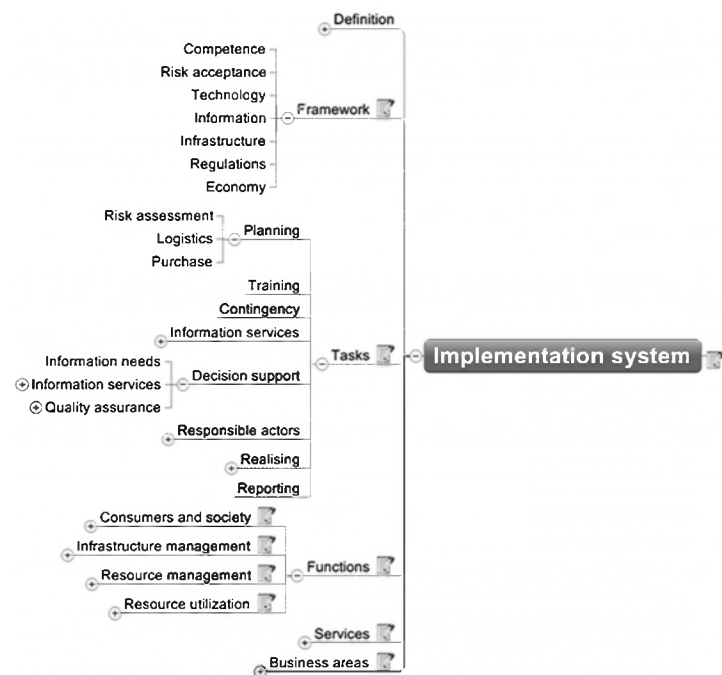 Definition
Competence
Risk acceptance
Technology
Framework
Information
Infrastructure
Regulations
Economy
Risk assessment
Planning
Logistics
Purchase
Training
Contingency
Information services
Tasks
Implementation system
Information needs
Decision support
Information services
Quality assurance
Responsible actors
Realising
Reporting
Consumers and society
Infrastructure management
Functions
Resource management
Resource utilization
Services
Business areas